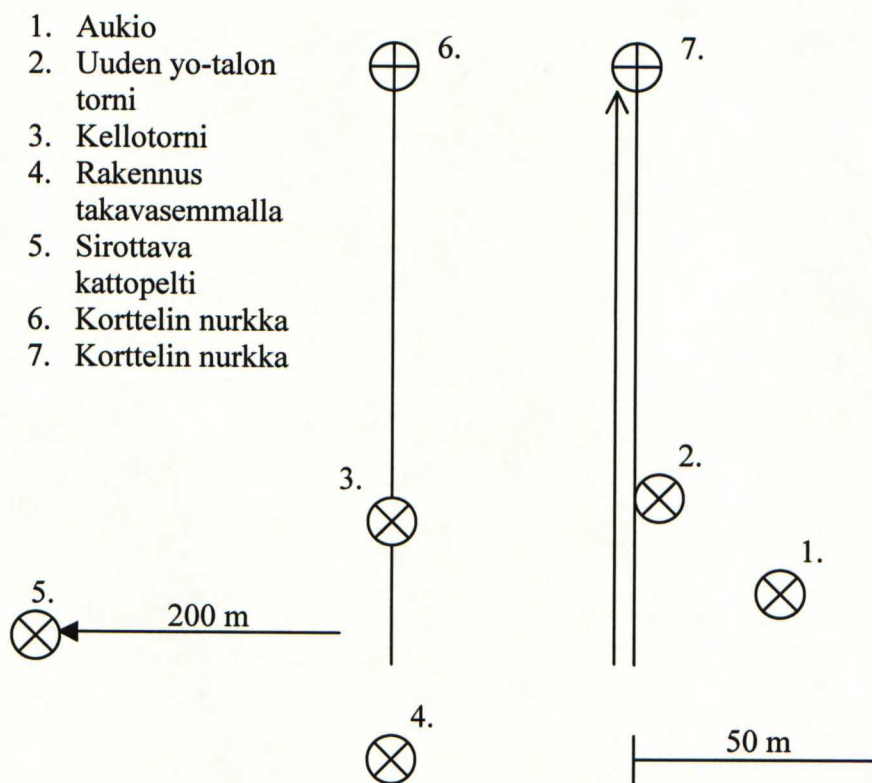 1. Aukio
2. Uuden yo-talon
torni
3. Kellotorni
4. Rakennus
takavasemmalla
5. Sirottava
kattopelti
6. Korttelin nurkka
7. Korttelin nurkka
6.
7.
3.
2.
1.
5.
200 m
4.
50 m